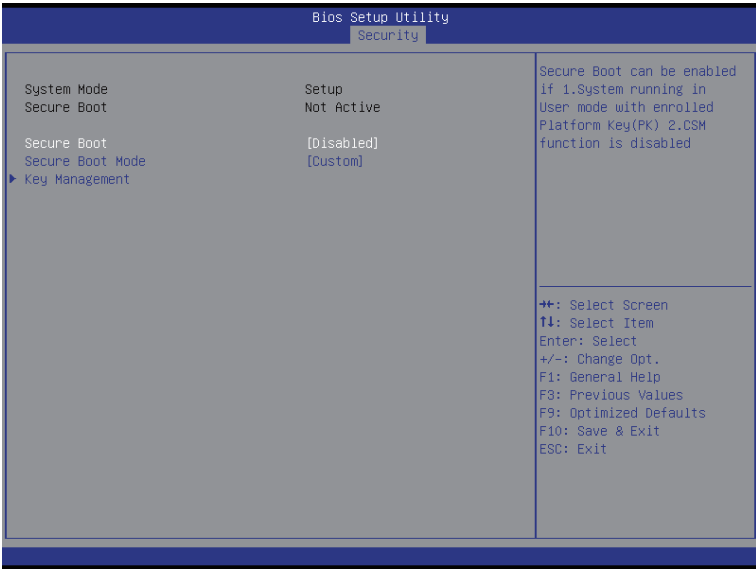 Bios Setup Utility
Security
System Mode Setup
Secure Boot Not Active
Secure Boot [Disabled]
Secure Boot Mode [Custom]
Key Management
Secure Boot can be enabled
if 1.System running in
User mode with enrolled
Platform Key(PK) 2.CSM
function is disabled
→←: Select Screen
↑↓: Select Item
Enter: Select
+/-: Change Opt.
F1: General Help
F3: Previous Values
F9: Optimized Defaults
F10: Save & Exit
ESC: Exit